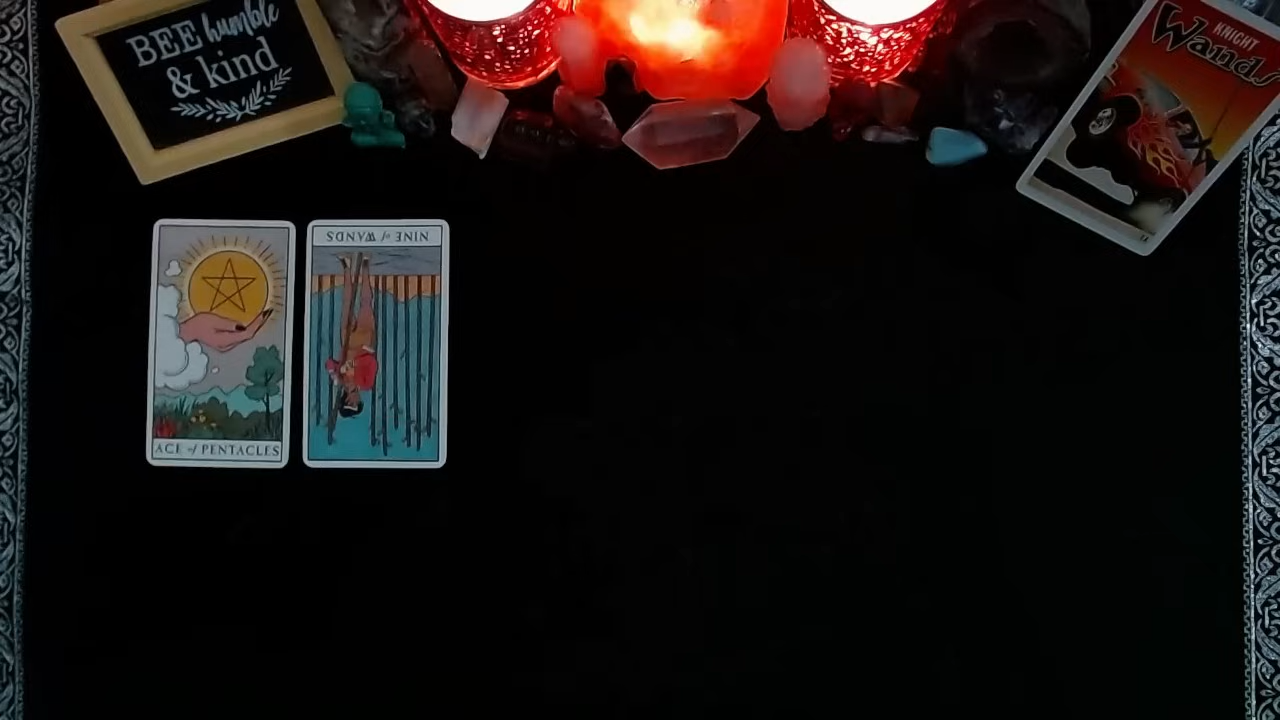 BEE humble
& kind
KNIGHT
Wands
NINE of WANDS
ACE of PENTACLES